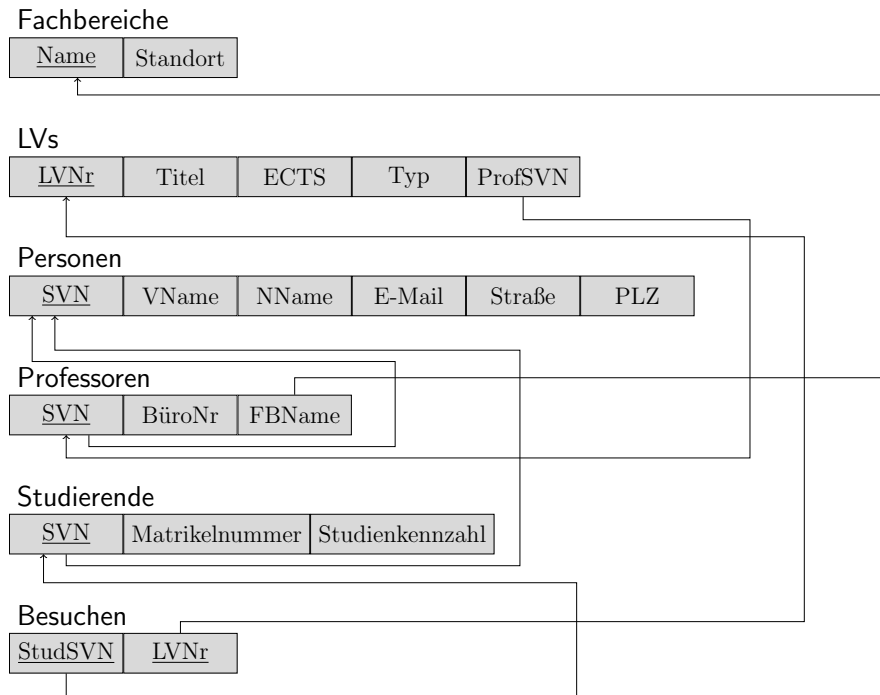 Fachbereiche
Name Standort
LVs
LVNr Titel ECTS Typ ProfSVN
Personen
SVN VName NName E-Mail Straße PLZ
Professoren
SVN BüroNr FBName
Studierende
SVN Matrikelnummer Studienkennzahl
Besuchen
StudSVN LVNr